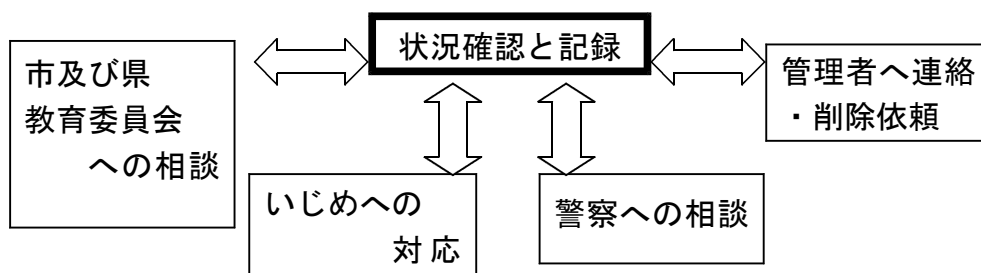 状況確認と記録
市及び県
教育委員会
への相談
管理者へ連絡
・削除依頼
いじめへの
対応
警察への相談